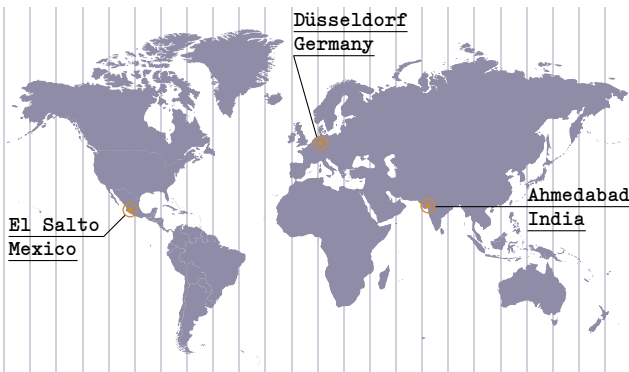 Düsseldorf
Germany
Ahmedabad
India
El Salto
Mexico